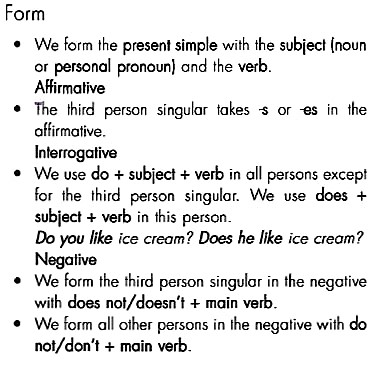 Form
• We form the present simple with the subject (noun
or personal pronoun) and the verb.
Affirmative
• The third person singular takes -s or -es in the
affirmative.
Interrogative
• We use do + subject + verb in all persons except
for the third person singular. We use does +
subject + verb in this person.
Do you like ice cream? Does he like ice cream?
Negative
• We form the third person singular in the negative
with does not/doesn't + main verb.
• We form all other persons in the negative with do
not/don't + main verb.